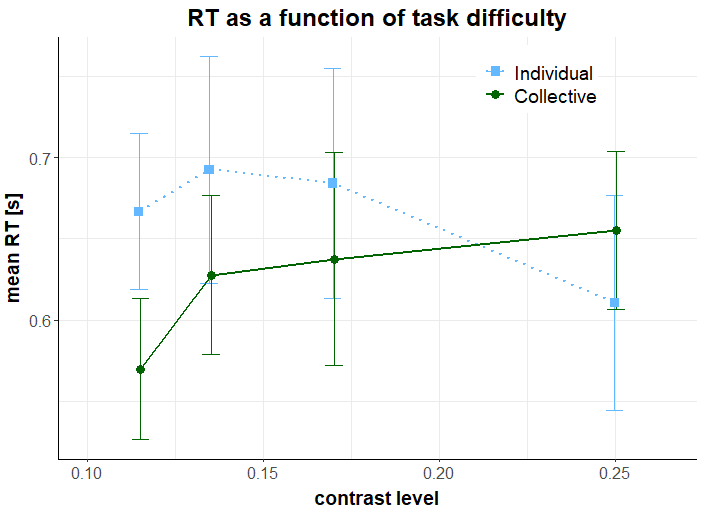 RT as a function of task difficulty
Individual
Collective
mean RT [s]
0.7
0.6
0.10 0.15 0.20 0.25
contrast level